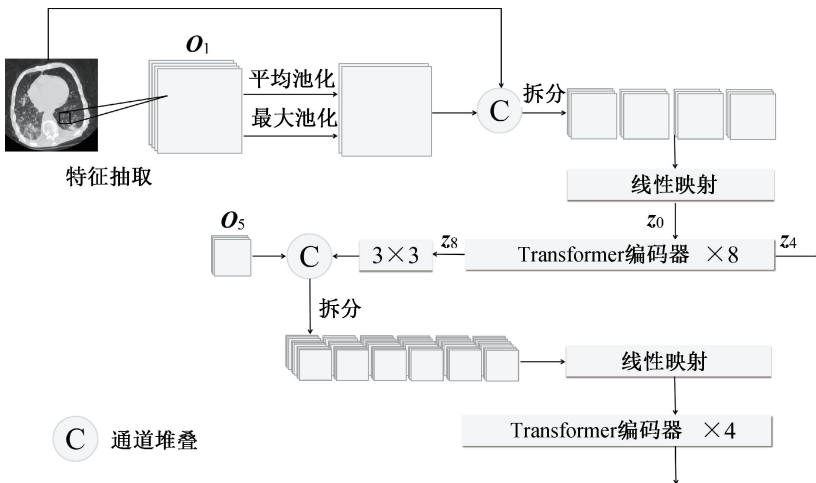 O₁
平均池化
最大池化
特征抽取
C
拆分
线性映射
z₀
O₅
C
3×3
z₈
Transformer编码器 ×8
z₄
拆分
线性映射
C 通道堆叠
Transformer编码器 ×4